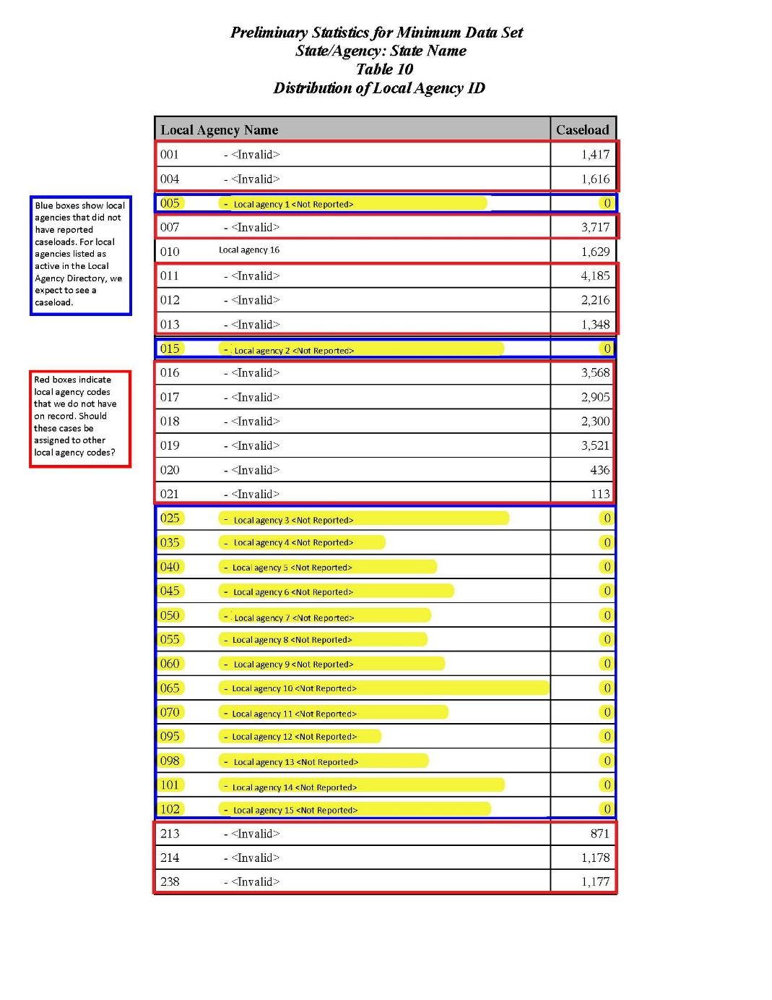 Preliminary Statistics for Minimum Data Set
State/Agency: State Name
Table 10
Distribution of Local Agency ID
Local Agency Name Caseload
001 - <Invalid> 1,417
004 - <Invalid> 1,616
005 - Local agency 1 <Not Reported> 0
007 - <Invalid> 3,717
010 Local agency 16 1,629
011 - <Invalid> 4,185
012 - <Invalid> 2,216
013 - <Invalid> 1,348
015 - Local agency 2 <Not Reported> 0
016 - <Invalid> 3,568
017 - <Invalid> 2,905
018 - <Invalid> 2,300
019 - <Invalid> 3,521
020 - <Invalid> 436
021 - <Invalid> 113
025 - Local agency 3 <Not Reported> 0
035 - Local agency 4 <Not Reported> 0
040 - Local agency 5 <Not Reported> 0
045 - Local agency 6 <Not Reported> 0
050 - Local agency 7 <Not Reported> 0
055 - Local agency 8 <Not Reported> 0
060 - Local agency 9 <Not Reported> 0
065 - Local agency 10 <Not Reported> 0
070 - Local agency 11 <Not Reported> 0
095 - Local agency 12 <Not Reported> 0
098 - Local agency 13 <Not Reported> 0
101 - Local agency 14 <Not Reported> 0
102 - Local agency 15 <Not Reported> 0
213 - <Invalid> 871
214 - <Invalid> 1,178
238 - <Invalid> 1,177
Blue boxes show local
agencies that did not
have reported
caseloads. For local
agencies listed as
active in the Local
Agency Directory, we
expect to see a
caseload.
Red boxes indicate
local agency codes
that we do not have
on record. Should
these cases be
assigned to other
local agency codes?